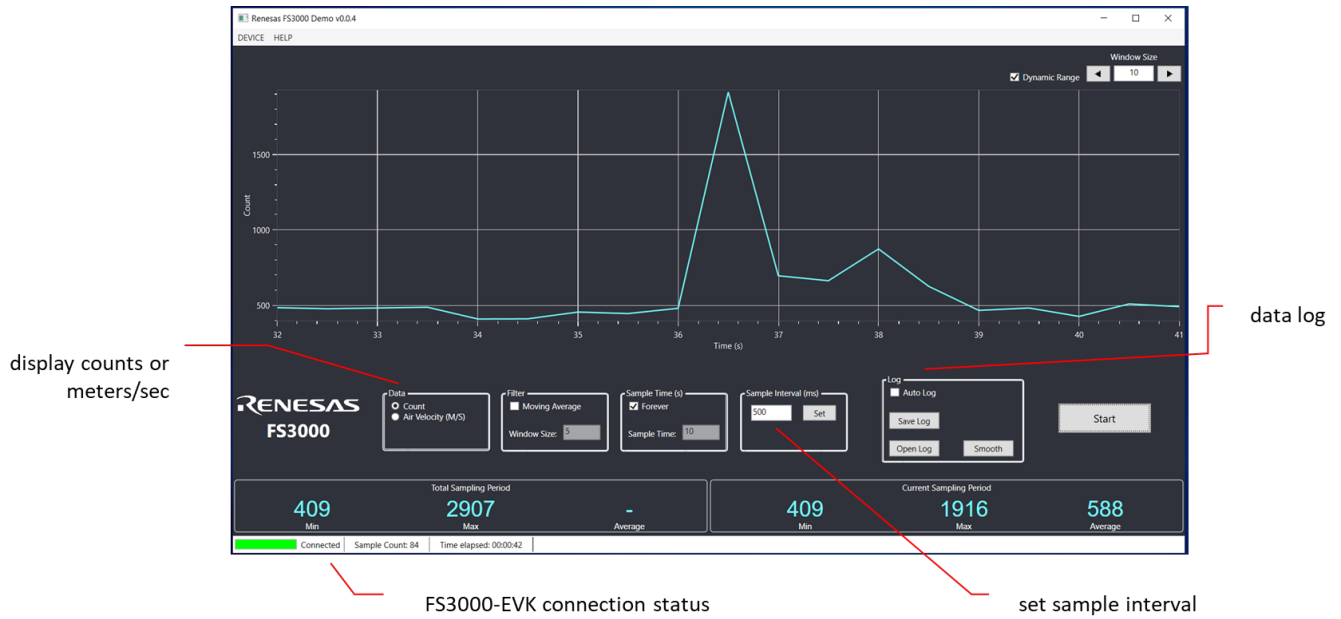 Renesas FS3000 Demo v0.0.4
DEVICE HELP
Window Size
Dynamic Range 10
1500
1000
500
Count
32 33 34 35 36 37 38 39 40 41
Time (s)
data log
display counts or
meters/sec
RENESAS
FS3000
Data
Count
Air Velocity (M/S)
Filter
Moving Average
Window Size: 5
Sample Time (s)
Forever
Sample Time: 10
Sample Interval (ms)
500 Set
Log
Auto Log
Save Log
Open Log Smooth
Start
Total Sampling Period
409 2907 -
Min Max Average
Current Sampling Period
409 1916 588
Min Max Average
Connected Sample Count: 84 Time elapsed: 00:00:42
FS3000-EVK connection status
set sample interval